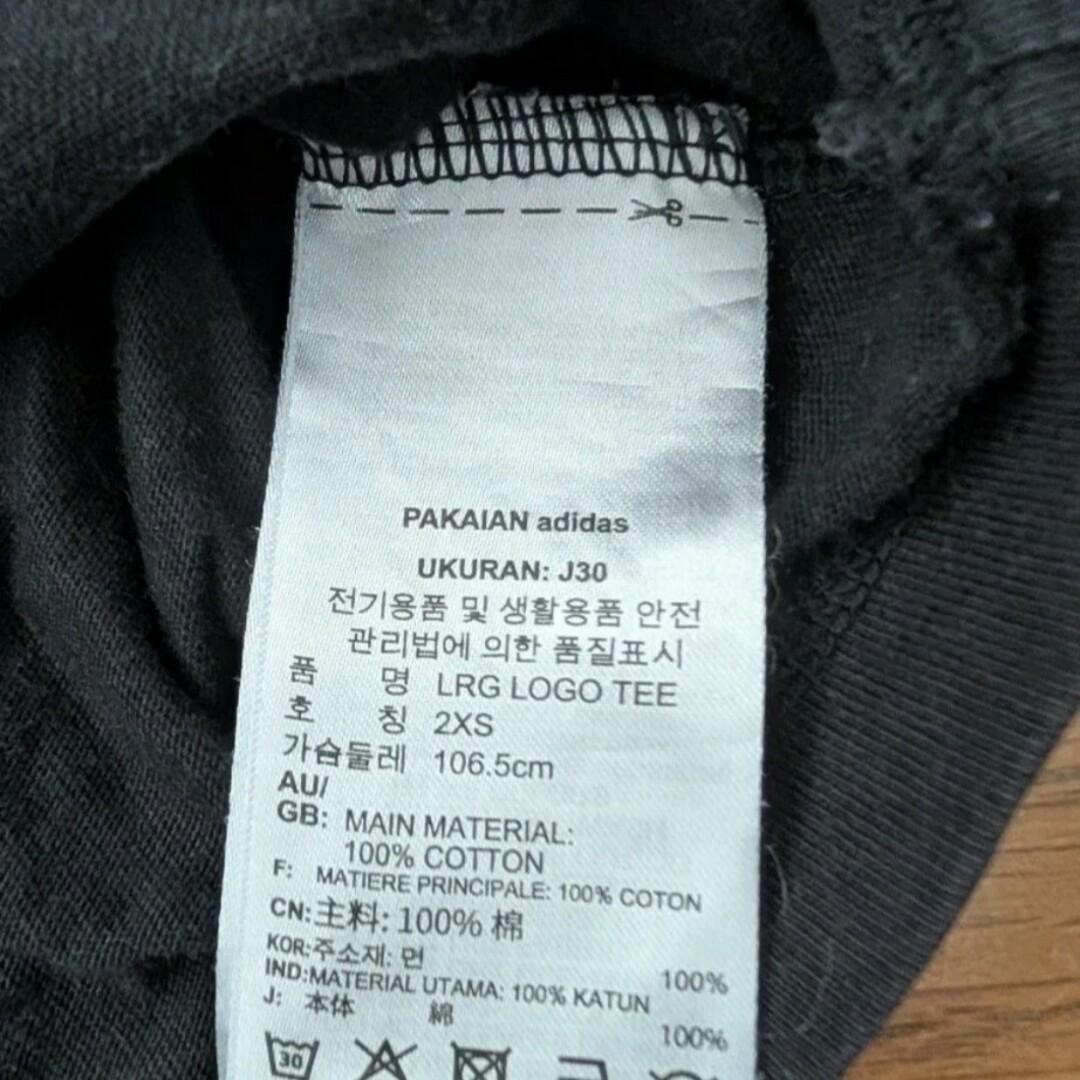 PAKAIAN adidas
UKURAN: J30
전기용품 및 생활용품 안전
관리법에 의한 품질표시
품 명 LRG LOGO TEE
호 칭 2XS
가슴둘레 106.5cm
AU/
GB: MAIN MATERIAL:
100% COTTON
F: MATIERE PRINCIPALE: 100% COTON
CN: 主料: 100% 棉
KOR: 주소재: 면 100%
IND: MATERIAL UTAMA: 100% KATUN
J: 本体 綿 100%
30